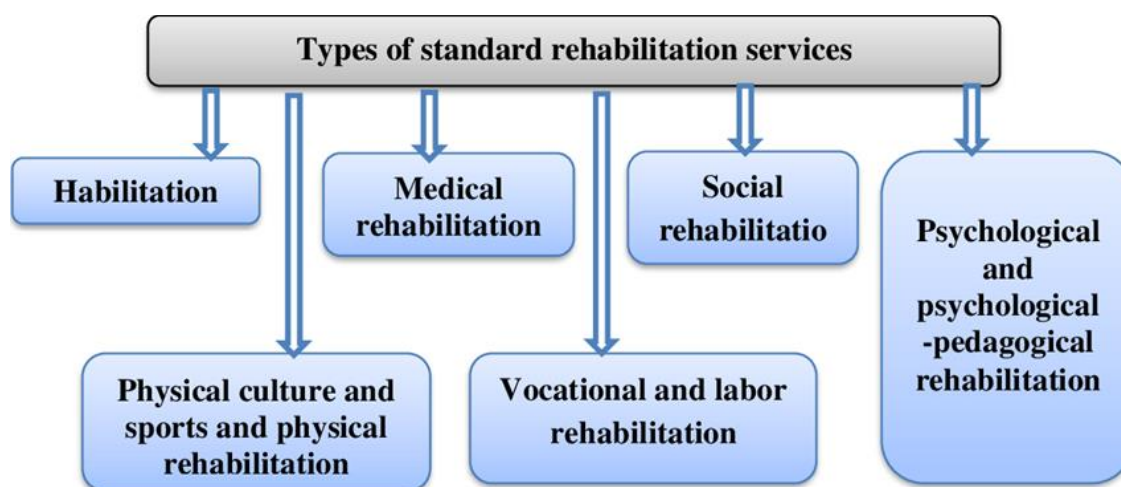 Types of standard rehabilitation services
Habilitation
Medical
rehabilitation
Social
rehabilitatio
Psychological
and
psychological
-pedagogical
rehabilitation
Physical culture and
sports and physical
rehabilitation
Vocational and labor
rehabilitation